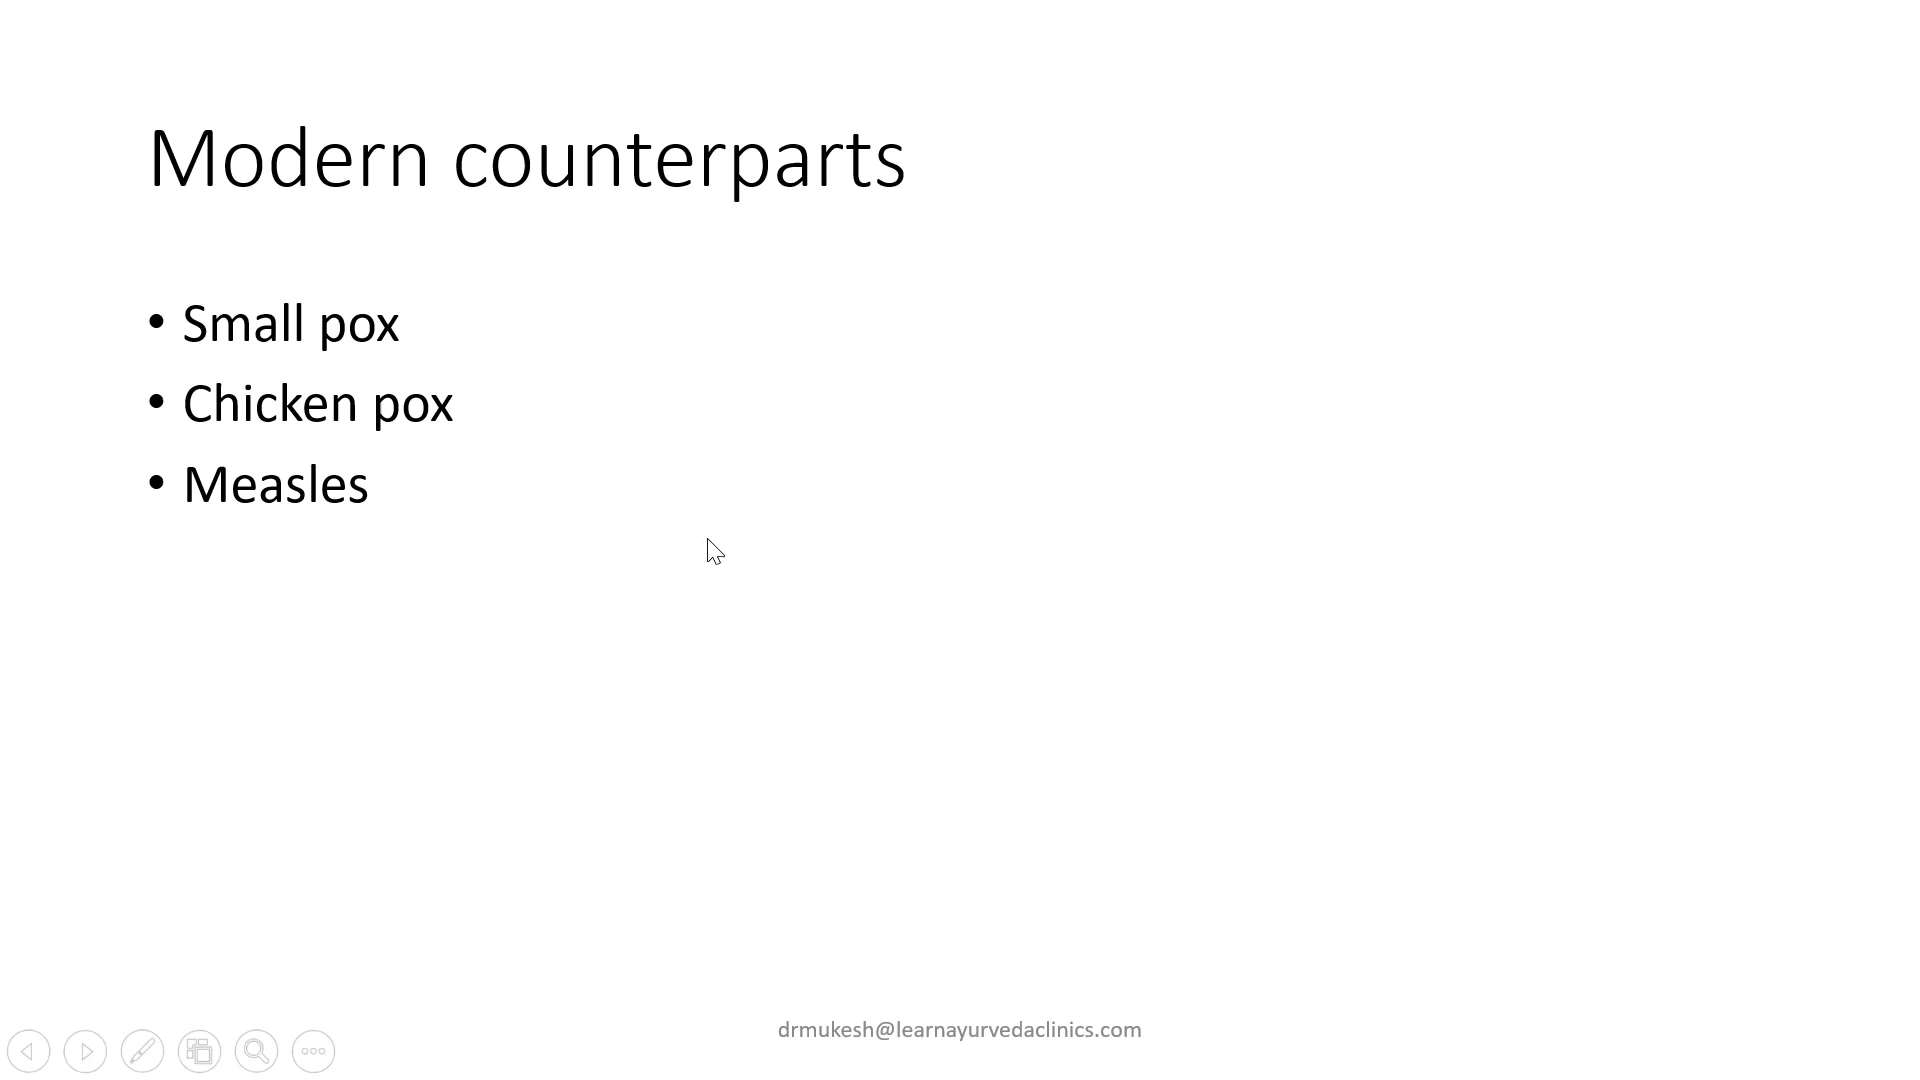 Modern counterparts
• Small pox
• Chicken pox
• Measles
drmukesh@learnayurvedaclinics.com